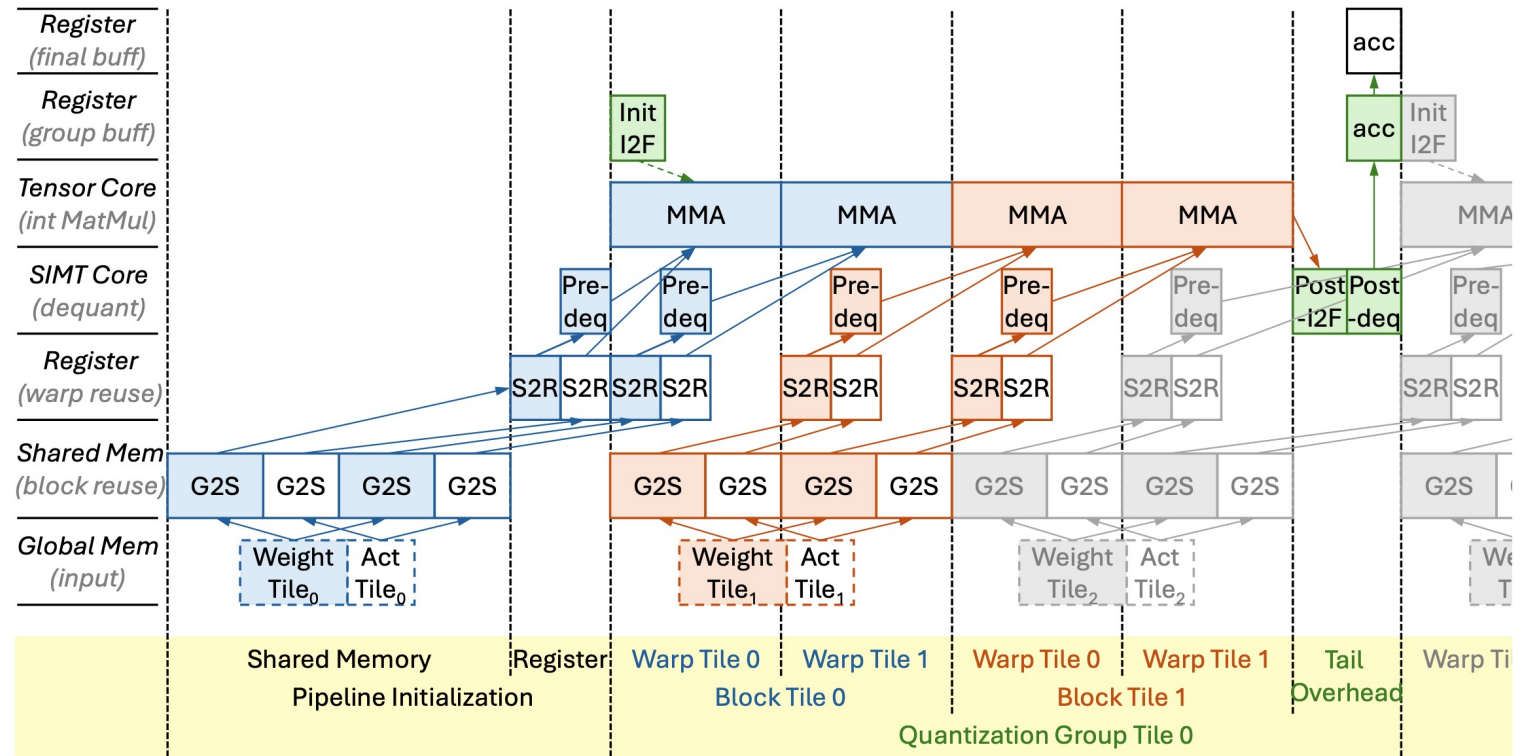 Register
(final buff)
acc
Register
(group buff)
Init
I2F
acc
Init
I2F
Tensor Core
(int MatMul)
MMA
MMA
MMA
MMA
MMA
SIMT Core
(dequant)
Pre-
deq
Pre-
deq
Pre-
deq
Pre-
deq
Pre-
deq
Post
-I2F
Post
-deq
Pre-
deq
Register
(warp reuse)
S2R
S2R
S2R
S2R
S2R
S2R
S2R
S2R
S2R
S2R
S2R
S2R
Shared Mem
(block reuse)
G2S
G2S
G2S
G2S
G2S
G2S
G2S
G2S
G2S
G2S
G2S
G2S
G2S
Global Mem
(input)
Weight
Tile0
Act
Tile0
Weight
Tile1
Act
Tile1
Weight
Tile2
Act
Tile2
We
T
Shared Memory
Register
Warp Tile 0
Warp Tile 1
Warp Tile 0
Warp Tile 1
Tail
Overhead
Warp Ti
Pipeline Initialization
Block Tile 0
Block Tile 1
Quantization Group Tile 0